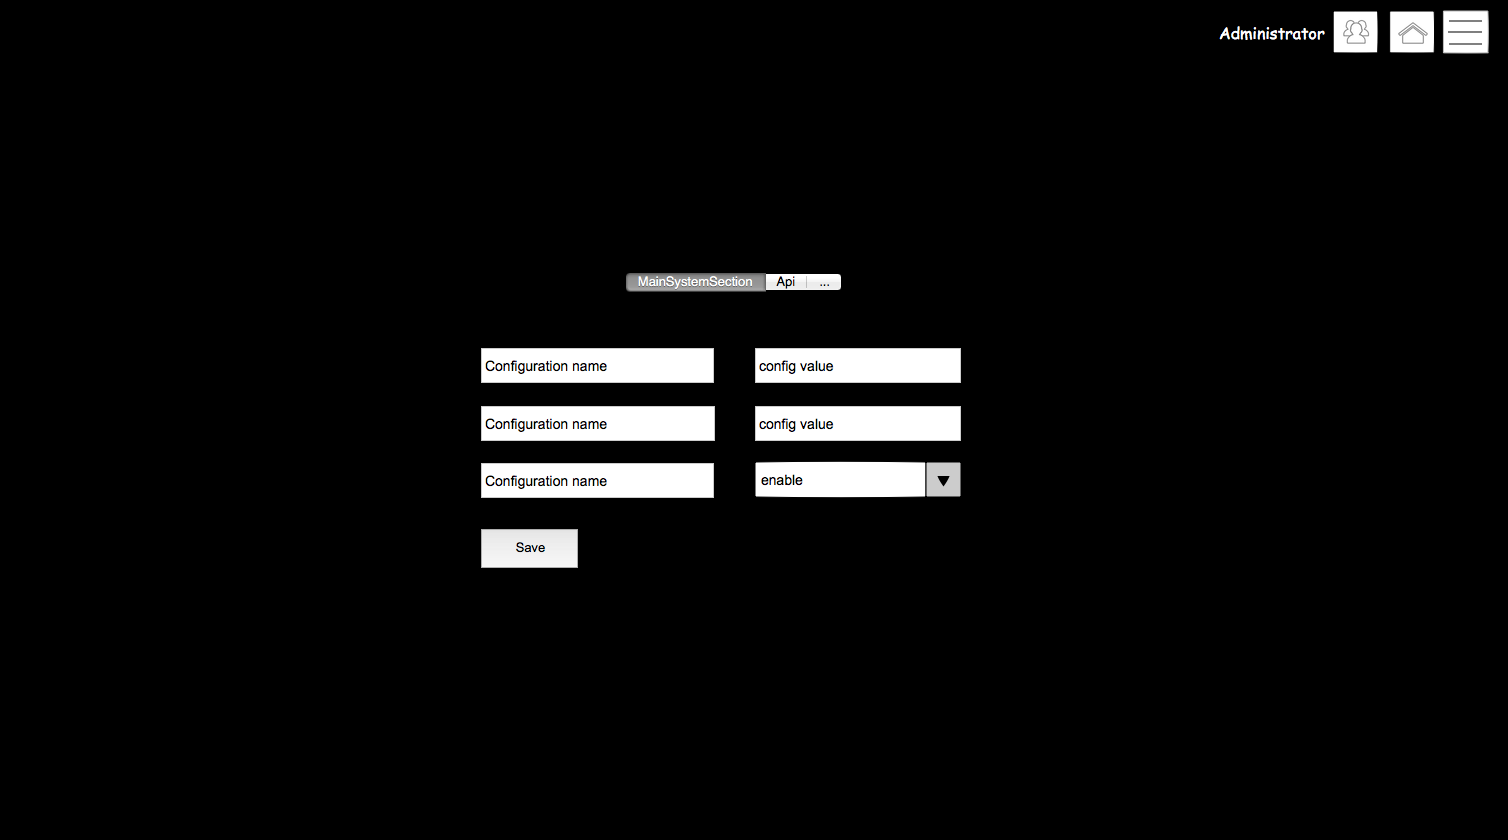 Administrator
MainSystemSection Api ...
Configuration name config value
Configuration name config value
Configuration name enable
Save